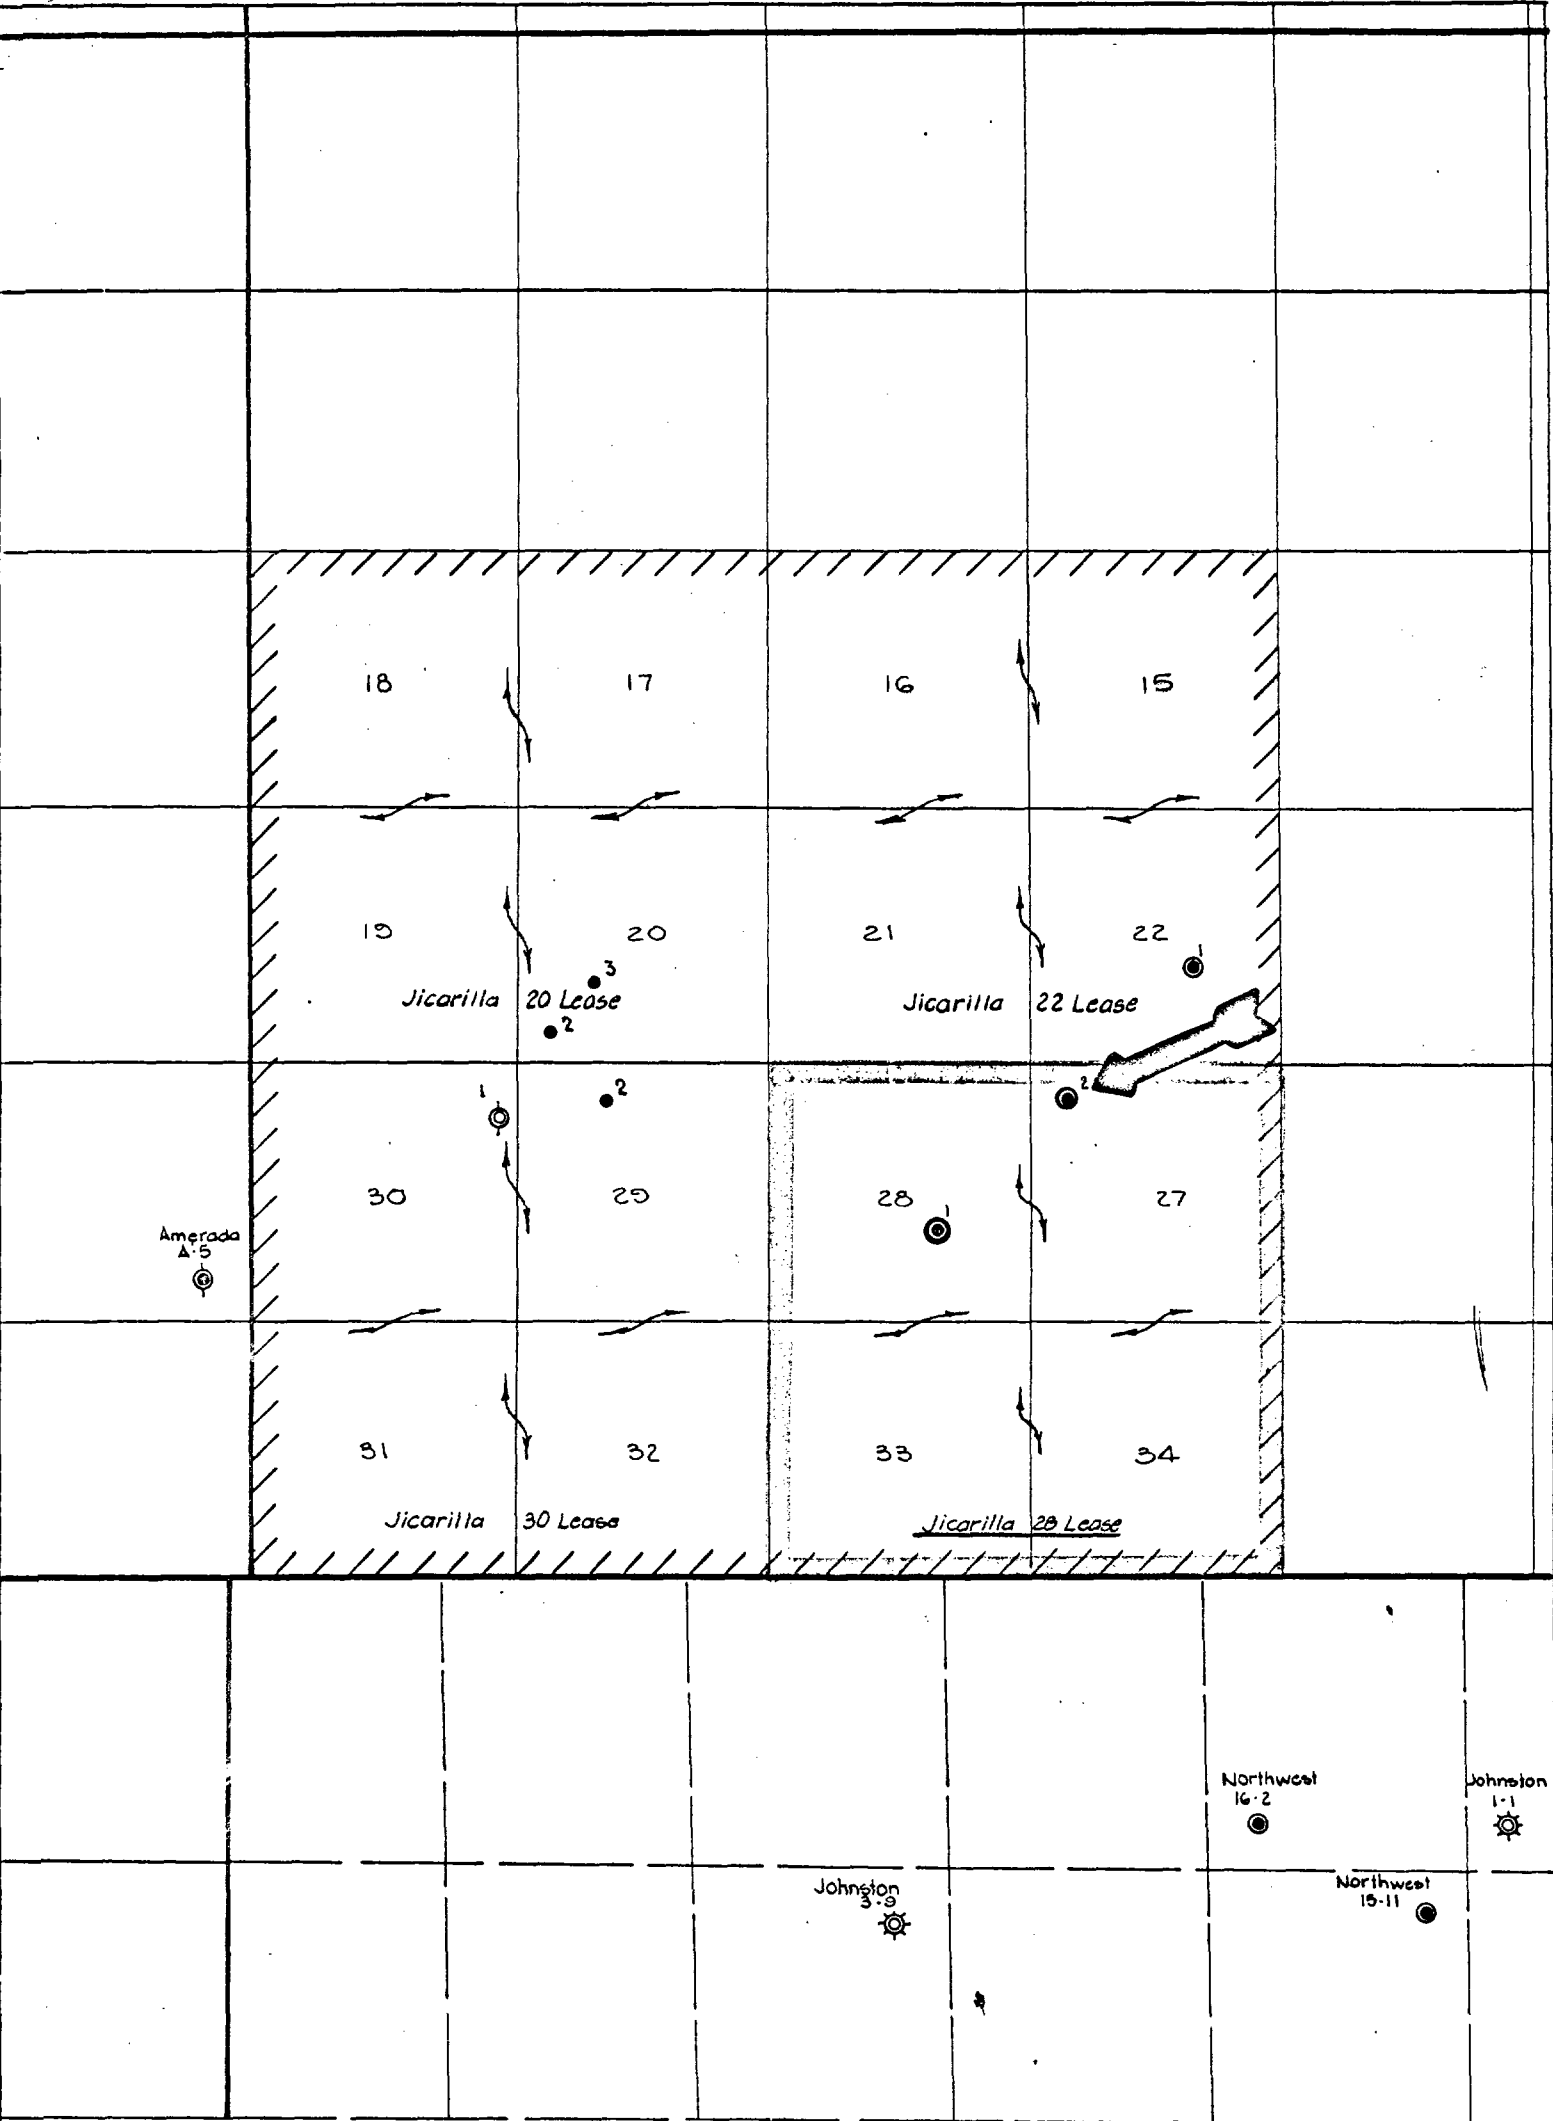 18
17
16
15
19
20
21
22
1
3
Jicarilla 20 Lease
Jicarilla 22 Lease
2
1
2
2
30
29
28
1
27
Amerada
A-5
31
32
33
34
Jicarilla 30 Lease
Jicarilla 28 Lease
Northwest
16-2
Johnston
1-1
Johnston
3-9
Northwest
15-11